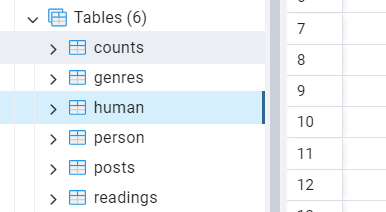 Tables (6)
counts
genres
human
person
posts
readings
7
8
9
10
11
12